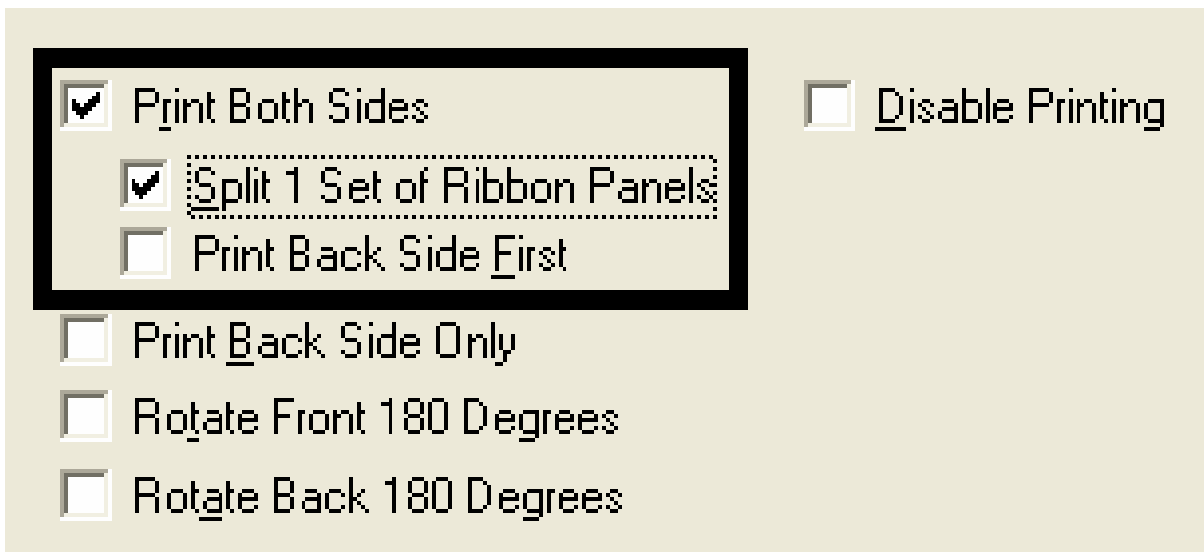 Print Both Sides
Split 1 Set of Ribbon Panels
Print Back Side First
Print Back Side Only
Rotate Front 180 Degrees
Rotate Back 180 Degrees
Disable Printing